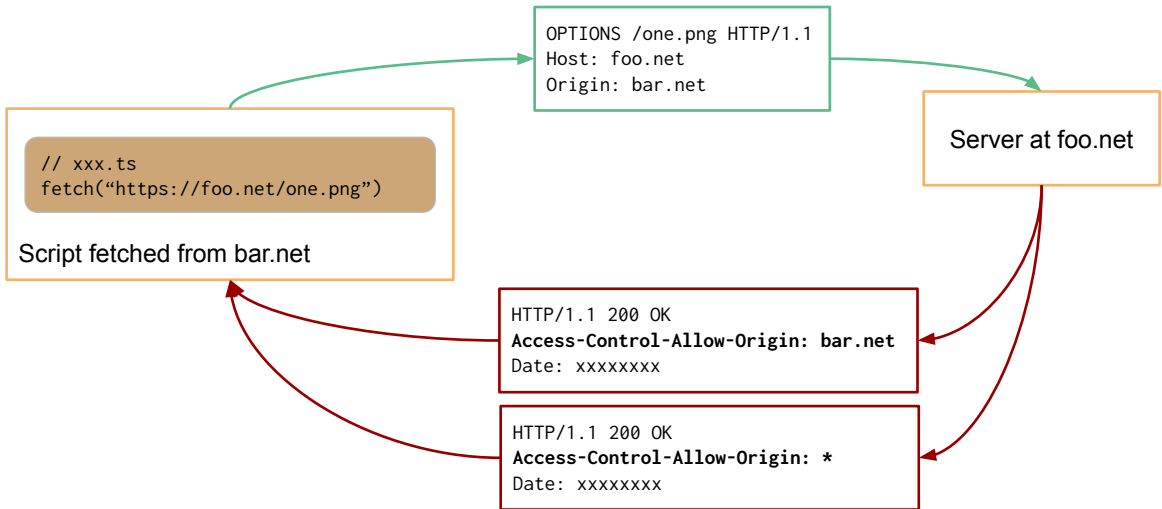 OPTIONS /one.png HTTP/1.1
Host: foo.net
Origin: bar.net
// xxx.ts
fetch(“https://foo.net/one.png”)
Script fetched from bar.net
Server at foo.net
HTTP/1.1 200 OK
Access-Control-Allow-Origin: bar.net
Date: xxxxxxxx
HTTP/1.1 200 OK
Access-Control-Allow-Origin: *
Date: xxxxxxxx